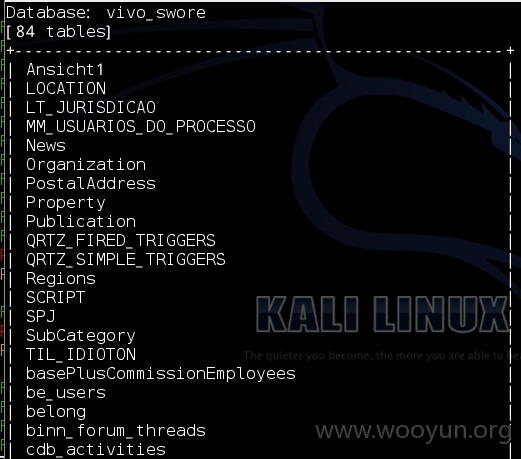 Database: vivo_swore
[84 tables]
+--------------------------------------------------+
| Ansicht1
| LOCATION
| LT_JURISDICAO
| MM_USUARIOS_DO_PROCESSO
| News
| Organization
| PostalAddress
| Property
| Publication
| QRTZ_FIRED_TRIGGERS
| QRTZ_SIMPLE_TRIGGERS
| Regions
| SCRIPT
| SPJ
| SubCategory
| TIL_IDIOTON
| basePlusCommissionEmployees
| be_users
| belong
| binn_forum_threads
| cdb_activities
KALI LINUX
The quieter you become, the more you are able to hea
www.wooyun.org